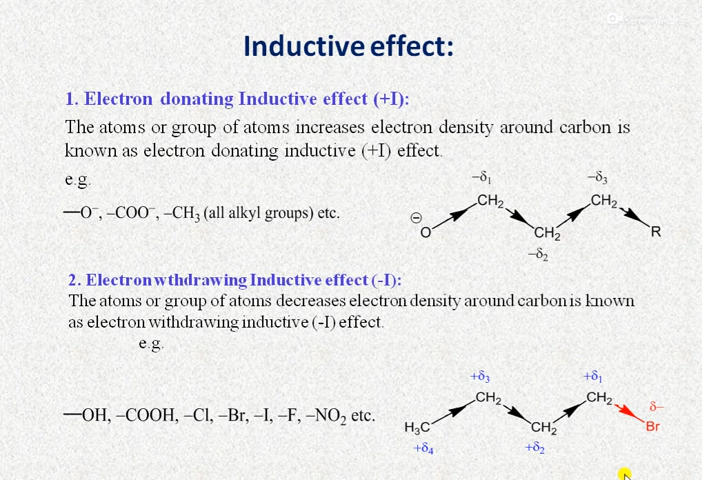 Inductive effect:
1. Electron donating Inductive effect (+I):
The atoms or group of atoms increases electron density around carbon is
known as electron donating inductive (+I) effect.
e.g.
—O⁻, –COO⁻, –CH₃ (all alkyl groups) etc.
−δ₁ −δ₃
CH₂ CH₂
⊖
O CH₂ R
−δ₂
2. Electron wthdrawing Inductive effect (-I):
The atoms or group of atoms decreases electron density around carbon is known
as electron withdrawing inductive (-I) effect.
e.g.
+δ₃ +δ₁
CH₂ CH₂ δ−
—OH, –COOH, –Cl, –Br, –I, –F, –NO₂ etc.
H₃C CH₂ Br
+δ₄ +δ₂